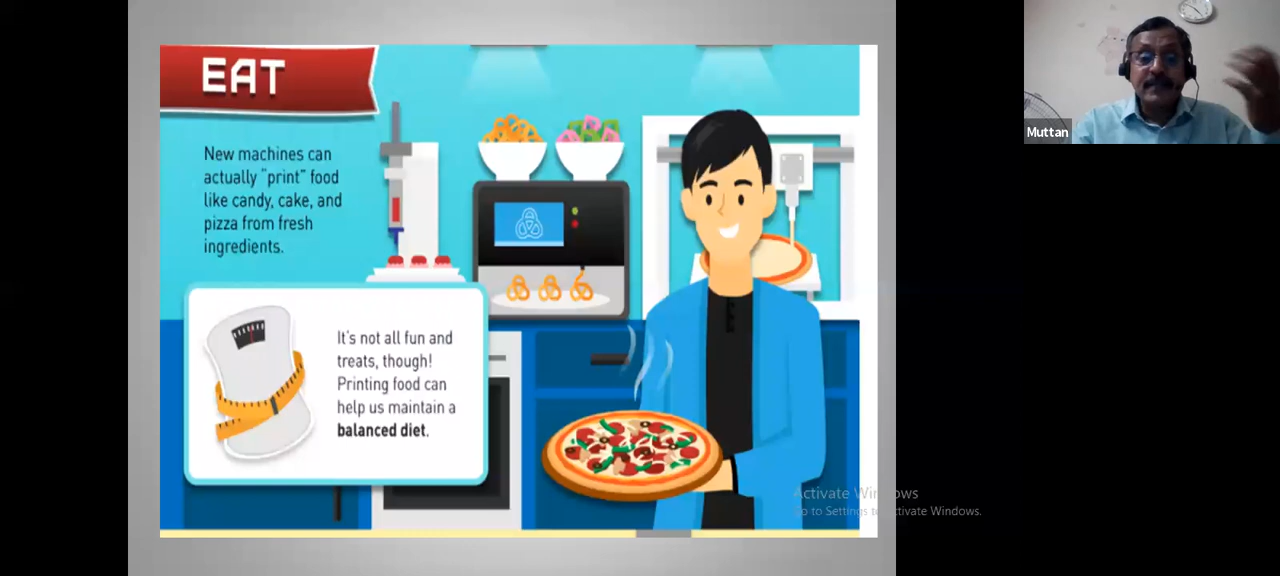 EAT
New machines can
actually "print" food
like candy, cake, and
pizza from fresh
ingredients.
It's not all fun and
treats, though!
Printing food can
help us maintain a
balanced diet.
Muttan
Activate Windows
Go to Settings to activate Windows.